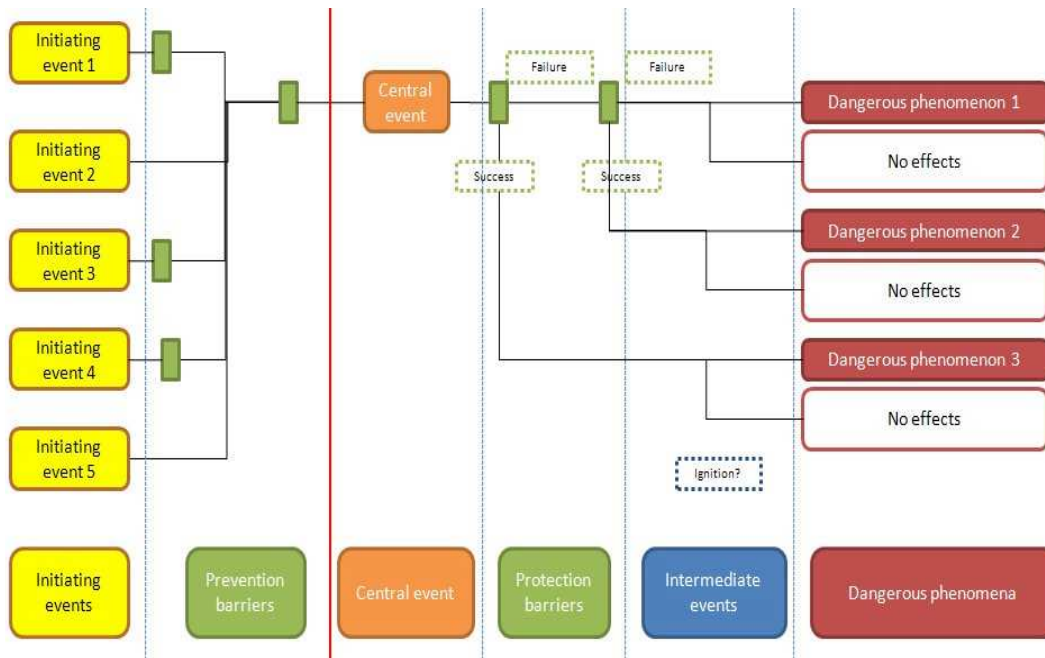 Initiating
event 1
Failure
Failure
Central
event
Dangerous phenomenon 1
Initiating
event 2
No effects
Success
Success
Dangerous phenomenon 2
Initiating
event 3
No effects
Initiating
event 4
Dangerous phenomenon 3
No effects
Initiating
event 5
Ignition?
Initiating
events
Prevention
barriers
Central event
Protection
barriers
Intermediate
events
Dangerous phenomena